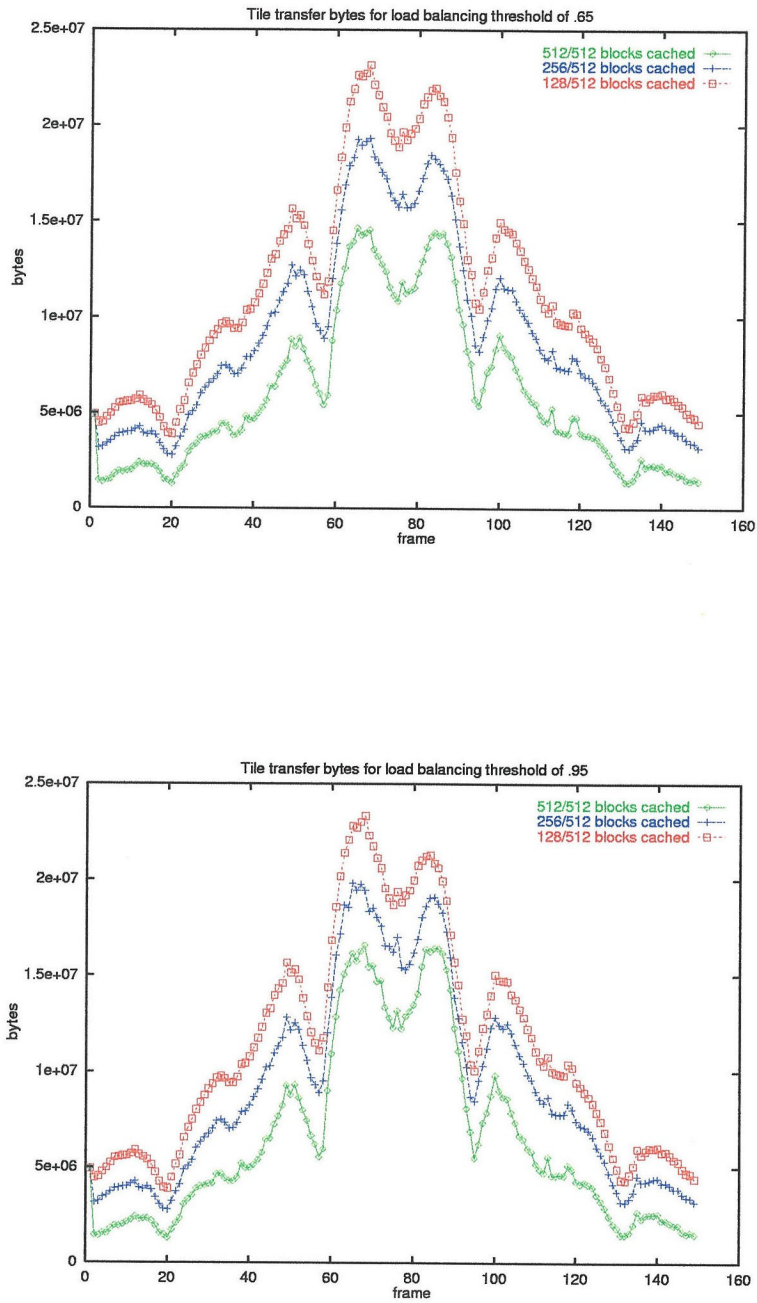 Tile transfer bytes for load balancing threshold of .65
2.5e+07
2e+07
1.5e+07
1e+07
5e+06
0
bytes
512/512 blocks cached
256/512 blocks cached
128/512 blocks cached
0 20 40 60 80 100 120 140 160
frame
Tile transfer bytes for load balancing threshold of .95
2.5e+07
2e+07
1.5e+07
1e+07
5e+06
0
bytes
512/512 blocks cached
256/512 blocks cached
128/512 blocks cached
0 20 40 60 80 100 120 140 160
frame